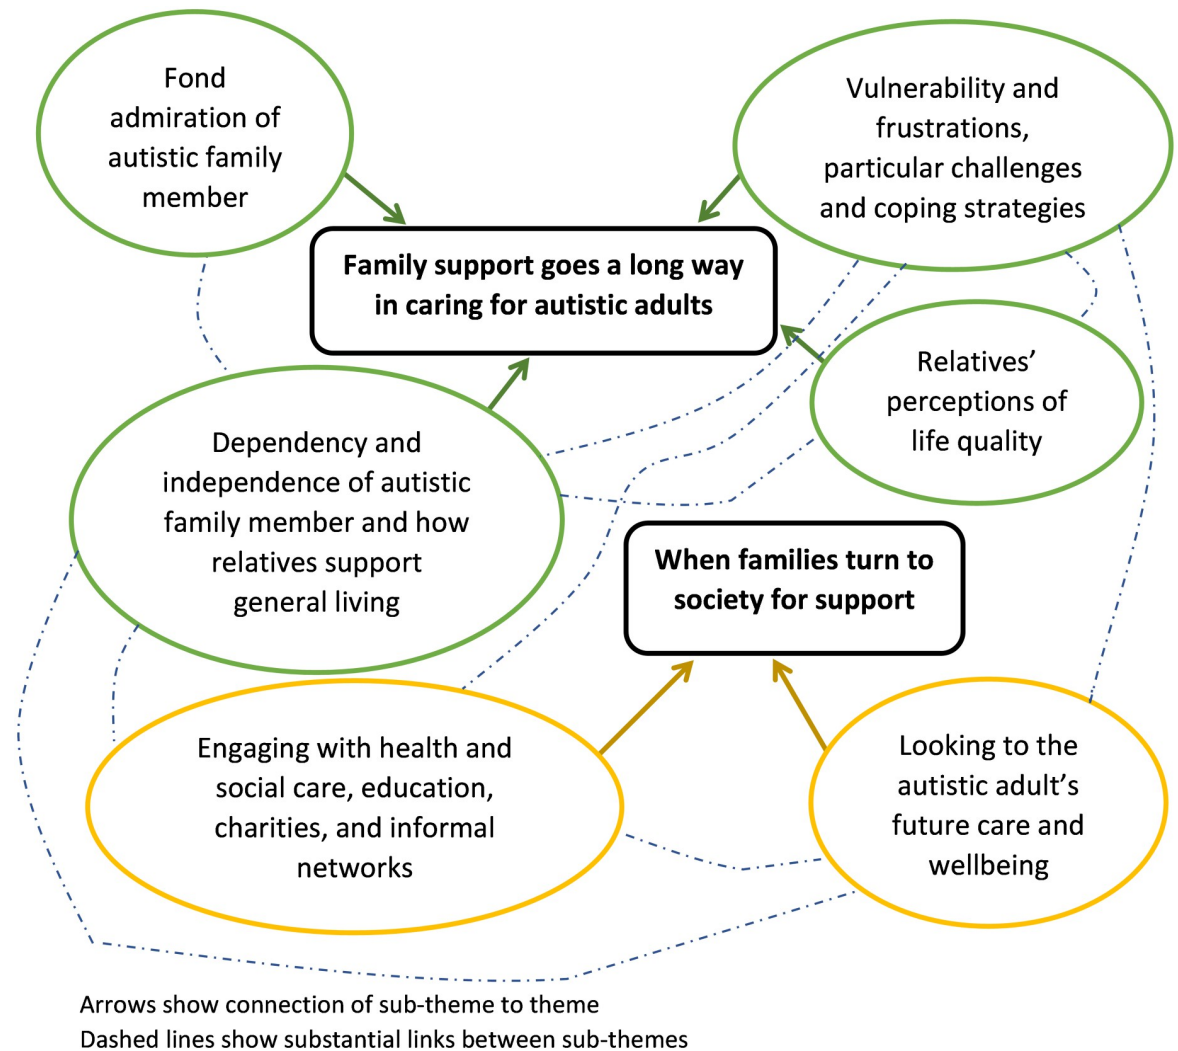 Fond
admiration of
autistic family
member
Vulnerability and
frustrations,
particular challenges
and coping strategies
Family support goes a long way
in caring for autistic adults
Relatives’
perceptions of
life quality
Dependency and
independence of autistic
family member and how
relatives support
general living
When families turn to
society for support
Engaging with health and
social care, education,
charities, and informal
networks
Looking to the
autistic adult’s
future care and
wellbeing
Arrows show connection of sub-theme to theme
Dashed lines show substantial links between sub-themes